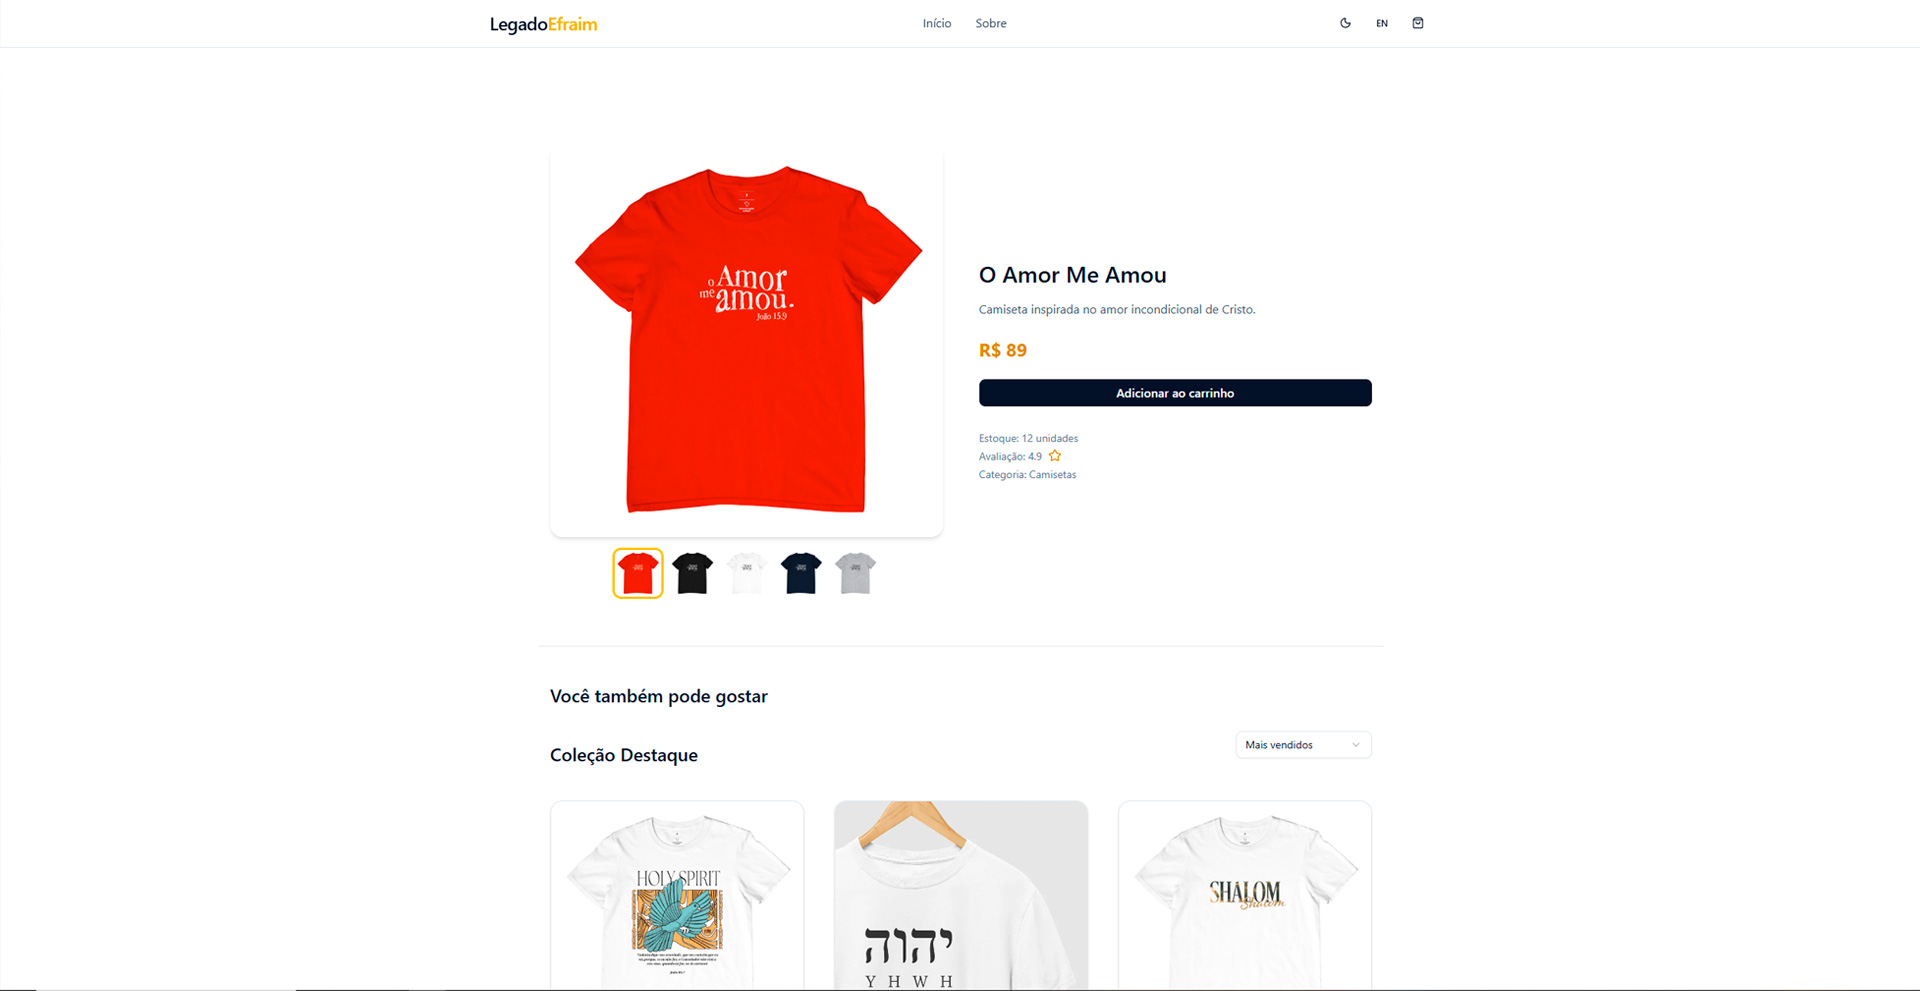 LegadoEfraim
Início
Sobre
EN
o Amor
me amou.
João 15.9
O Amor Me Amou
Camiseta inspirada no amor incondicional de Cristo.
R$ 89
Adicionar ao carrinho
Estoque: 12 unidades
Avaliação: 4.9
Categoria: Camisetas
Você também pode gostar
Coleção Destaque
Mais vendidos
HOLY SPIRIT
יהוה
Y H W H
SHALOM
Shalom